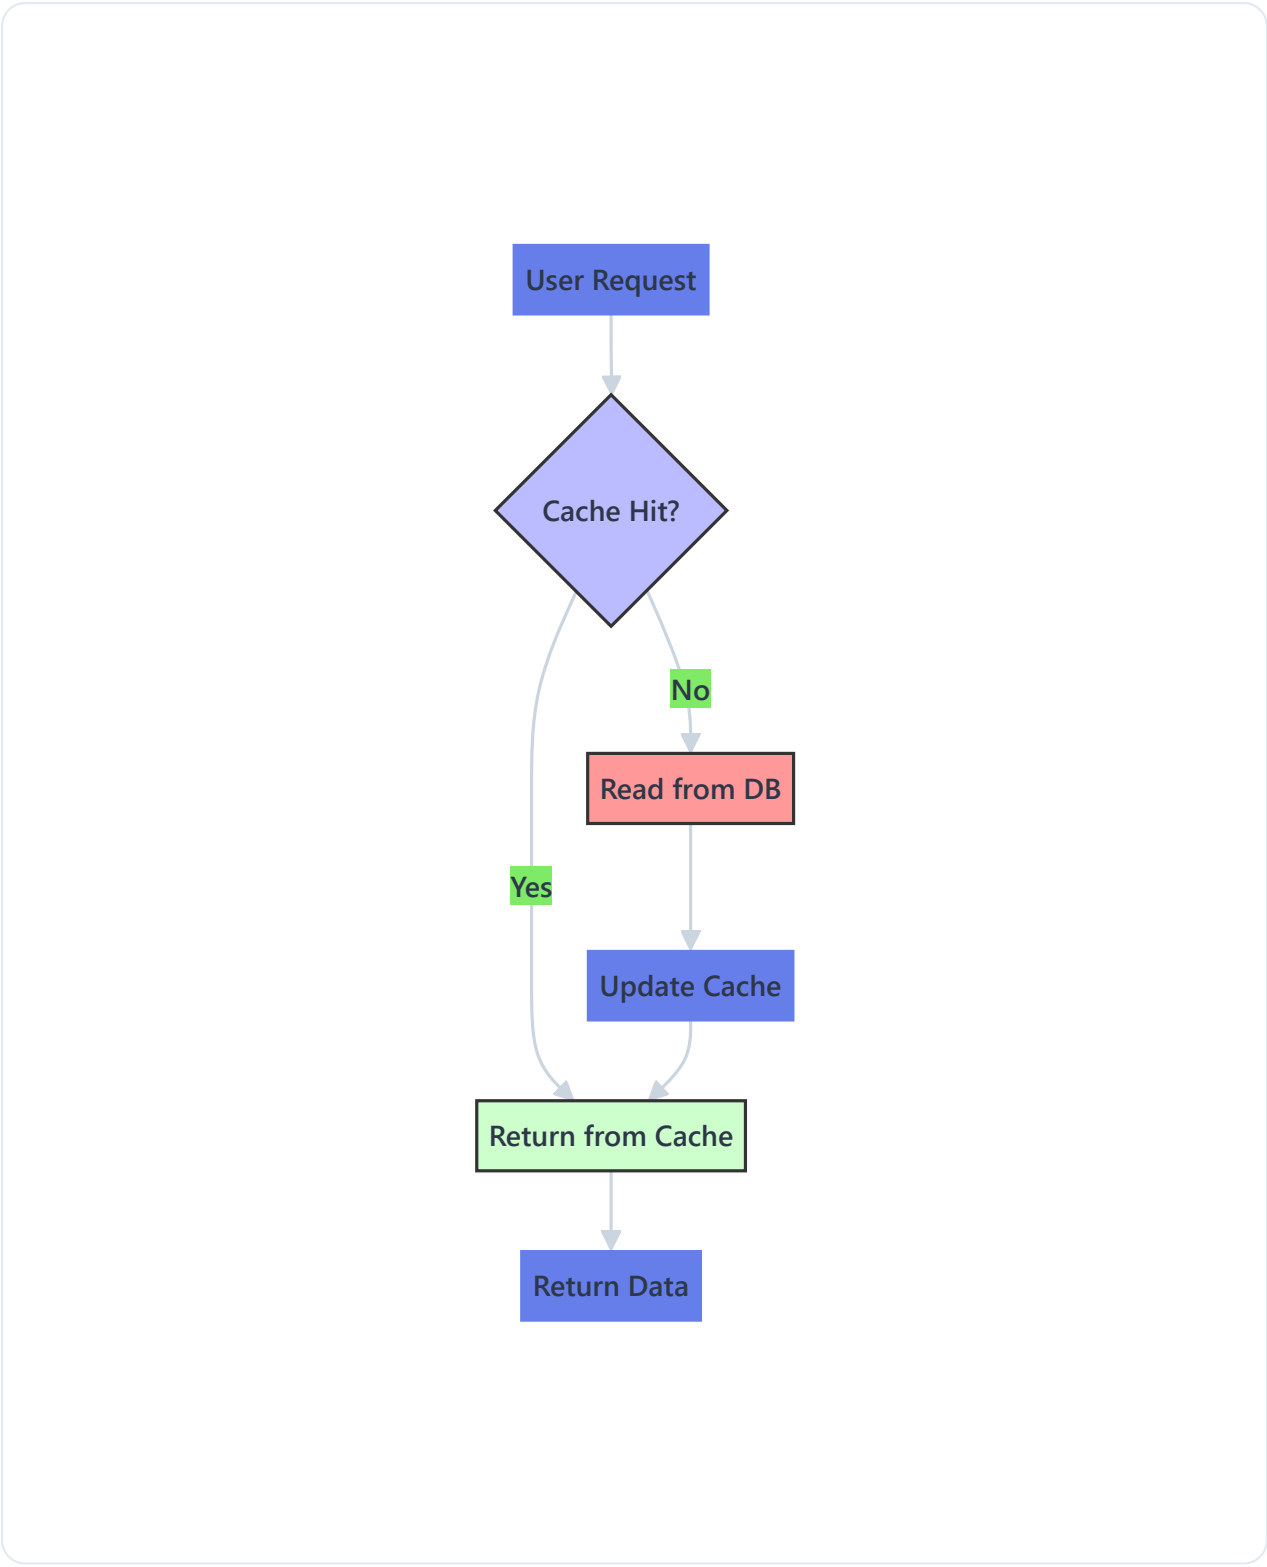 User Request
Cache Hit?
No
Read from DB
Yes
Update Cache
Return from Cache
Return Data